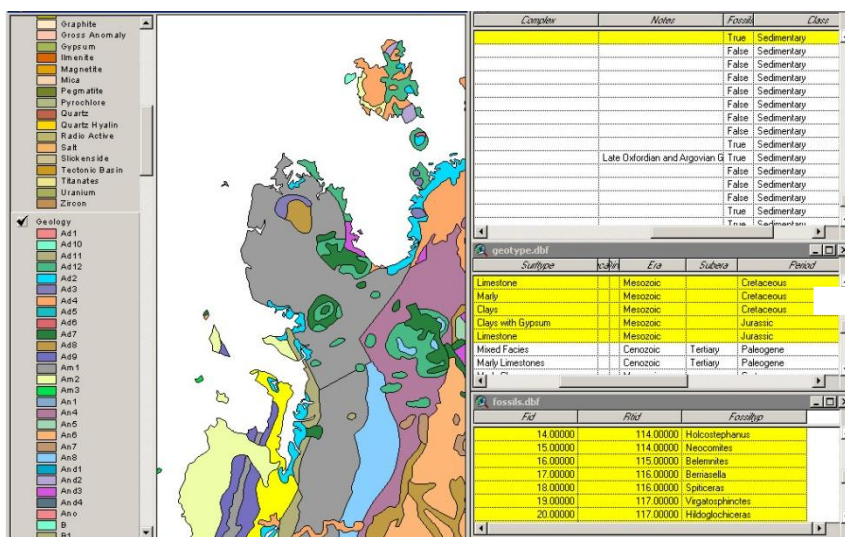 Graphite
Gross Anomaly
Gypsum
Ilmenite
Magnetite
Mica
Pegmatite
Pyrochlore
Quartz
Quartz Hyalin
Radio Active
Salt
Slickenside
Tectonic Basin
Titanates
Uranium
Zircon
Geology
Ad1
Ad10
Ad11
Ad12
Ad2
Ad3
Ad4
Ad5
Ad6
Ad7
Ad8
Ad9
Am1
Am2
Am3
An1
An4
An5
An6
An7
An8
And1
And2
And3
And4
Ano
B
B1
Complex Notes Fossils Class
True Sedimentary
False Sedimentary
False Sedimentary
False Sedimentary
False Sedimentary
False Sedimentary
False Sedimentary
False Sedimentary
True Sedimentary
Late Oxfordian and Argovian G True Sedimentary
False Sedimentary
False Sedimentary
False Sedimentary
True Sedimentary
True Sedimentary
geotype.dbf
Surftype Era Subera Period
Limestone Mesozoic Cretaceous
Marly Mesozoic Cretaceous
Clays Mesozoic Cretaceous
Clays with Gypsum Mesozoic Jurassic
Limestone Mesozoic Jurassic
Mixed Facies Cenozoic Tertiary Paleogene
Marly Limestones Cenozoic Tertiary Paleogene
fossils.dbf
Fid Rtid Fossiltyp
14.00000 114.00000 Holcostephanus
15.00000 114.00000 Neocomites
16.00000 115.00000 Belemnites
17.00000 116.00000 Berriasella
18.00000 116.00000 Spiticeras
19.00000 117.00000 Virgatosphinctes
20.00000 117.00000 Hildoglochiceras